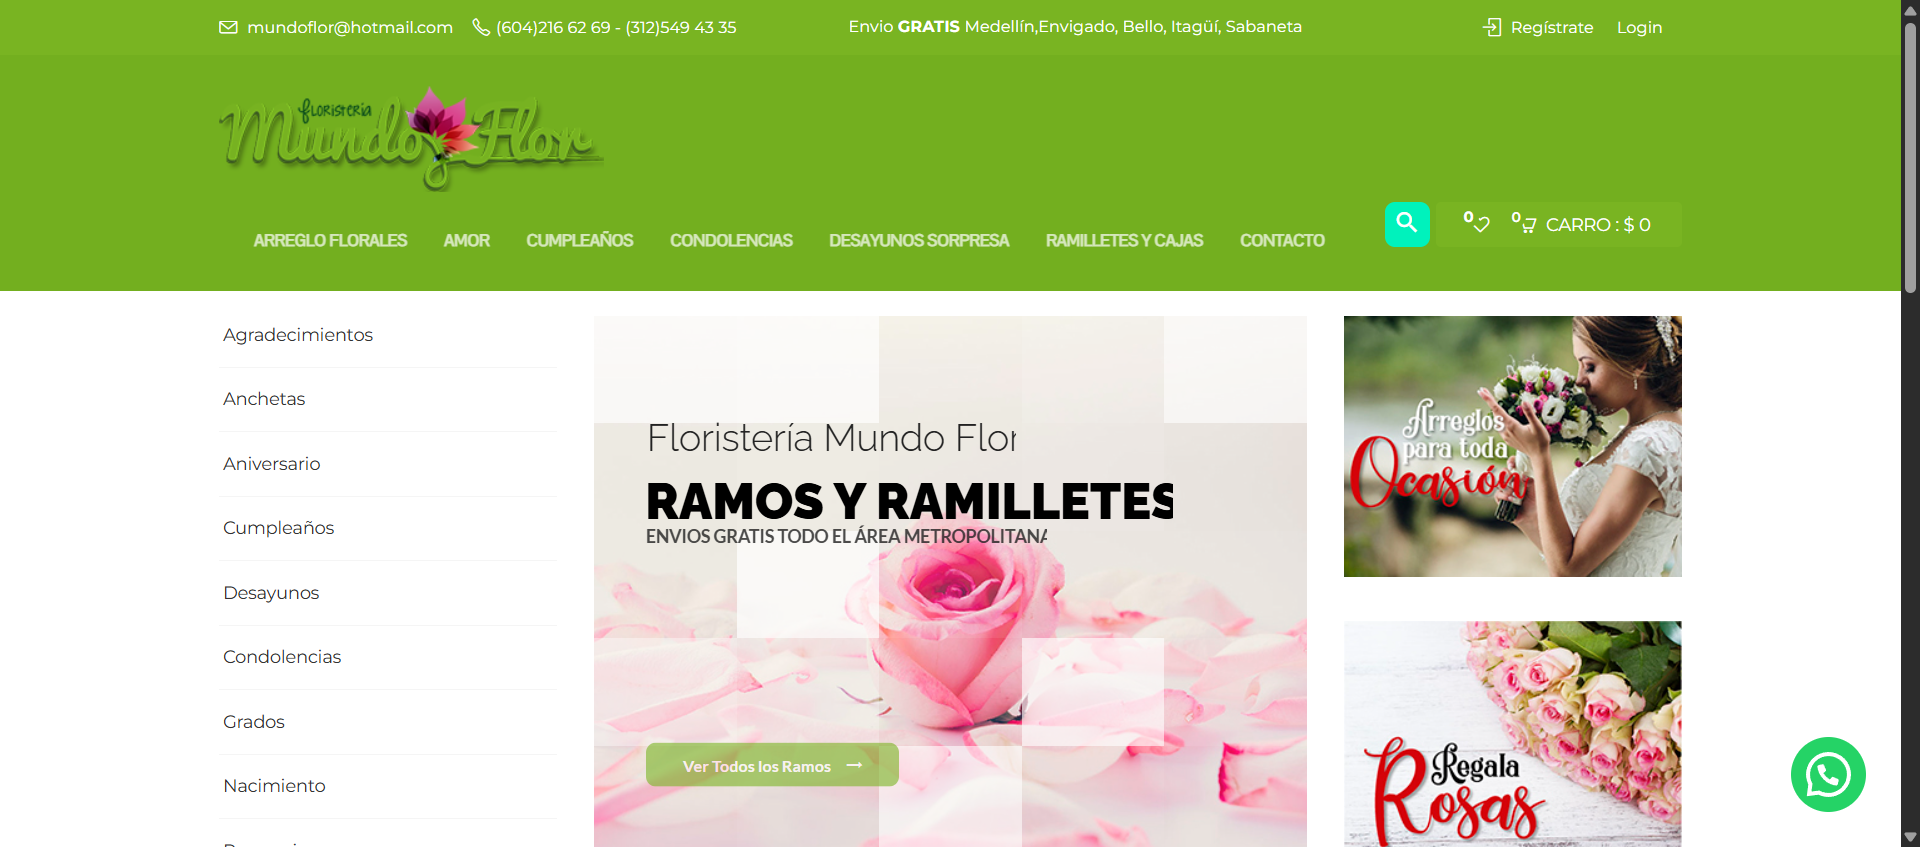 mundoflor@hotmail.com (604)216 62 69 - (312)549 43 35 Envio GRATIS Medellín,Envigado, Bello, Itagüí, Sabaneta Regístrate Login
Floristería
Mundo Flor
ARREGLO FLORALES AMOR CUMPLEAÑOS CONDOLENCIAS DESAYUNOS SORPRESA RAMILLETES Y CAJAS CONTACTO 0 0 CARRO : $ 0
Agradecimientos
Anchetas
Aniversario
Cumpleaños
Desayunos
Condolencias
Grados
Nacimiento
Floristería Mundo Flor
RAMOS Y RAMILLETES
ENVIOS GRATIS TODO EL ÁREA METROPOLITANA
Ver Todos los Ramos
Arreglos
para toda
Ocasión
Regala
Rosas